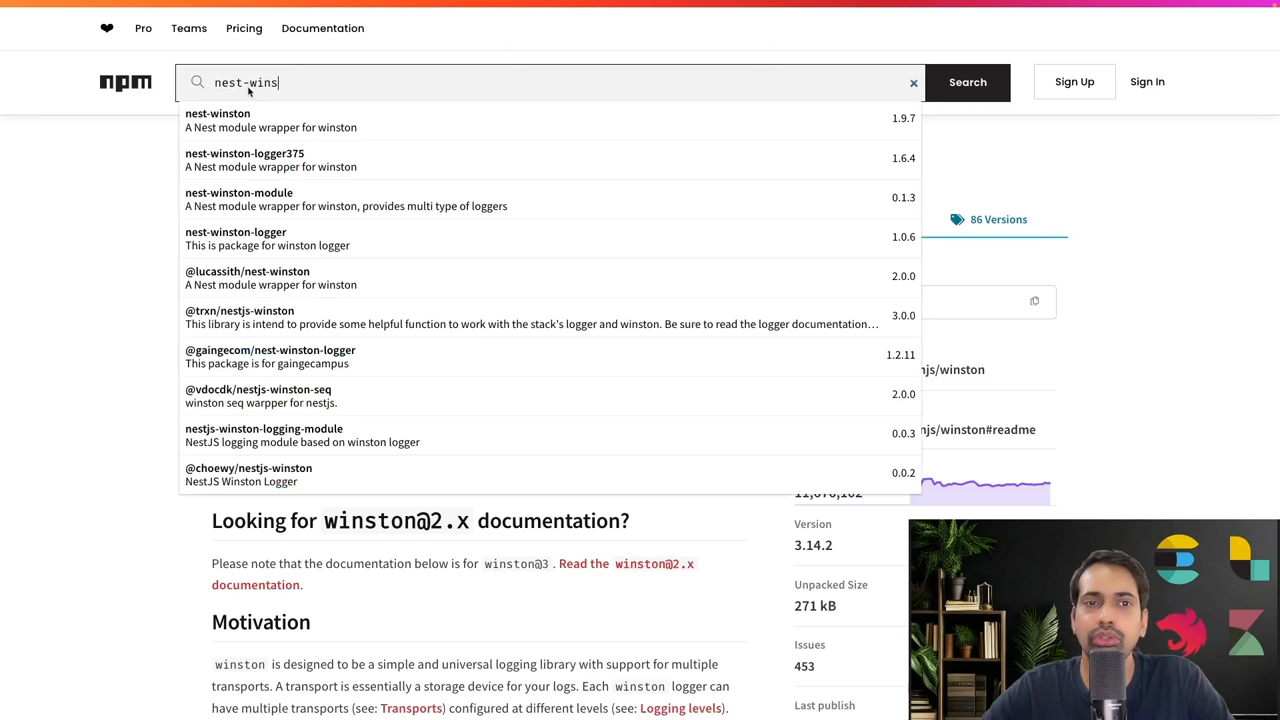 Pro Teams Pricing Documentation
npm nest-wins Search Sign Up Sign In
nest-winston 1.9.7
A Nest module wrapper for winston
nest-winston-logger375 1.6.4
A Nest module wrapper for winston
nest-winston-module 0.1.3
A Nest module wrapper for winston, provides multi type of loggers
nest-winston-logger 1.0.6
This is package for winston logger
@lucassith/nest-winston 2.0.0
A Nest module wrapper for winston
@trxn/nestjs-winston 3.0.0
This library is intend to provide some helpful function to work with the stack's logger and winston. Be sure to read the logger documentation…
@gaingecom/nest-winston-logger 1.2.11
This package is for gaingecampus
@vdocdk/nestjs-winston-seq 2.0.0
winston seq warpper for nestjs.
nestjs-winston-logging-module 0.0.3
NestJS logging module based on winston logger
@choewy/nestjs-winston 0.0.2
NestJS Winston Logger
86 Versions
njs/winston
njs/winston#readme
Looking for winston@2.x documentation?
Please note that the documentation below is for winston@3 . Read the winston@2.x
documentation.
Motivation
winston is designed to be a simple and universal logging library with support for multiple
transports. A transport is essentially a storage device for your logs. Each winston logger can
have multiple transports (see: Transports) configured at different levels (see: Logging levels).
Version
3.14.2
Unpacked Size
271 kB
Issues
453
Last publish